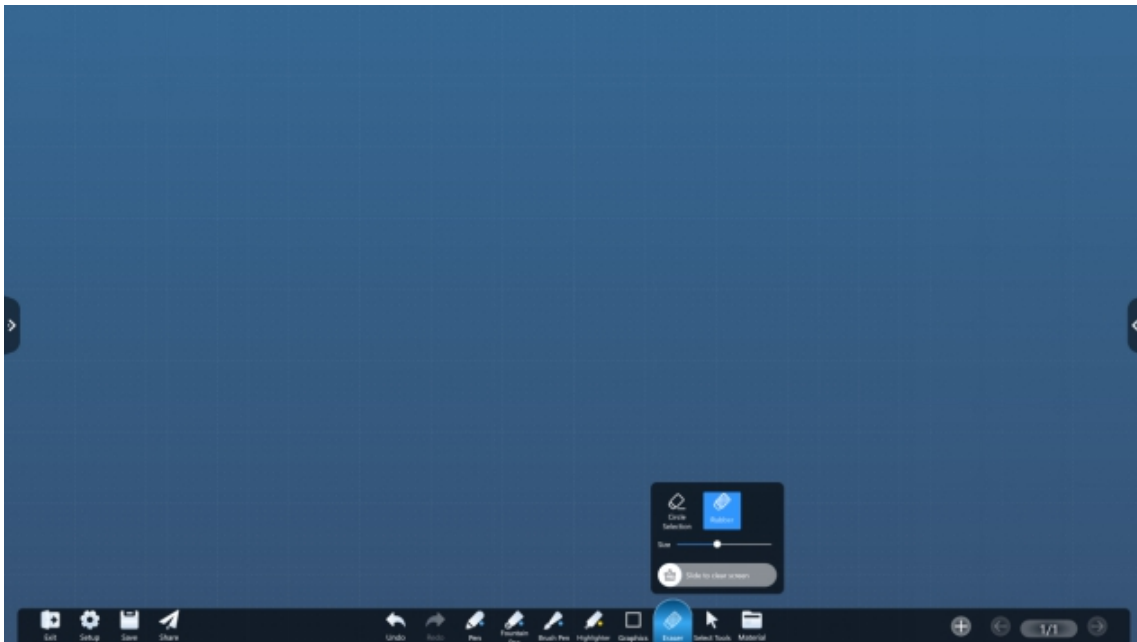 Circle
Selection
Rubber
Size
Slide to clear screen
Exit
Setup
Save
Share
Undo
Redo
Pen
Fountain
Pen
Brush Pen
Highlighter
Graphics
Eraser
Select Tools
Material
1/1